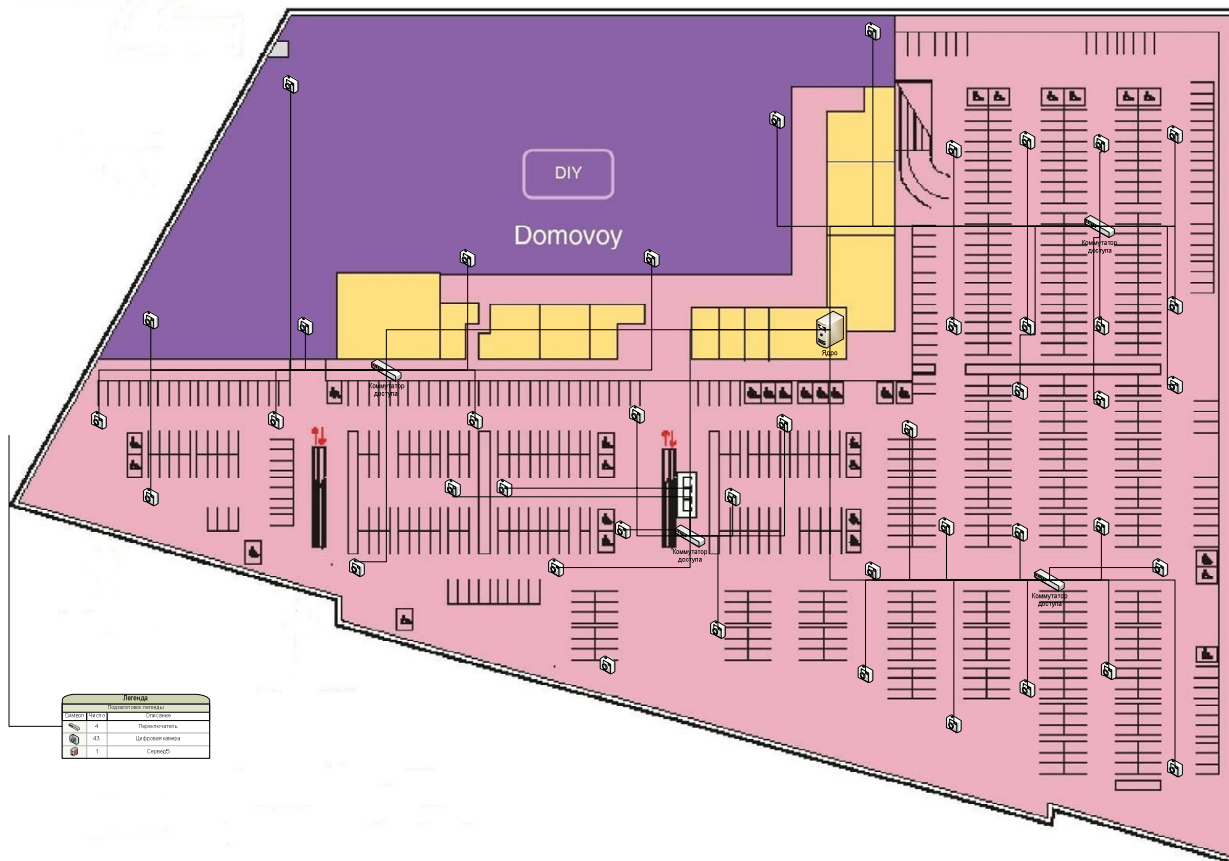 DIY
Domovoy
Коммутатор
доступа
Ядро
Коммутатор
доступа
Коммутатор
доступа
Коммутатор
доступа
Легенда
Подзаголовок легенды
Символ Число Описание
4 Переключатель
43 Цифровая камера
1 Сервер5